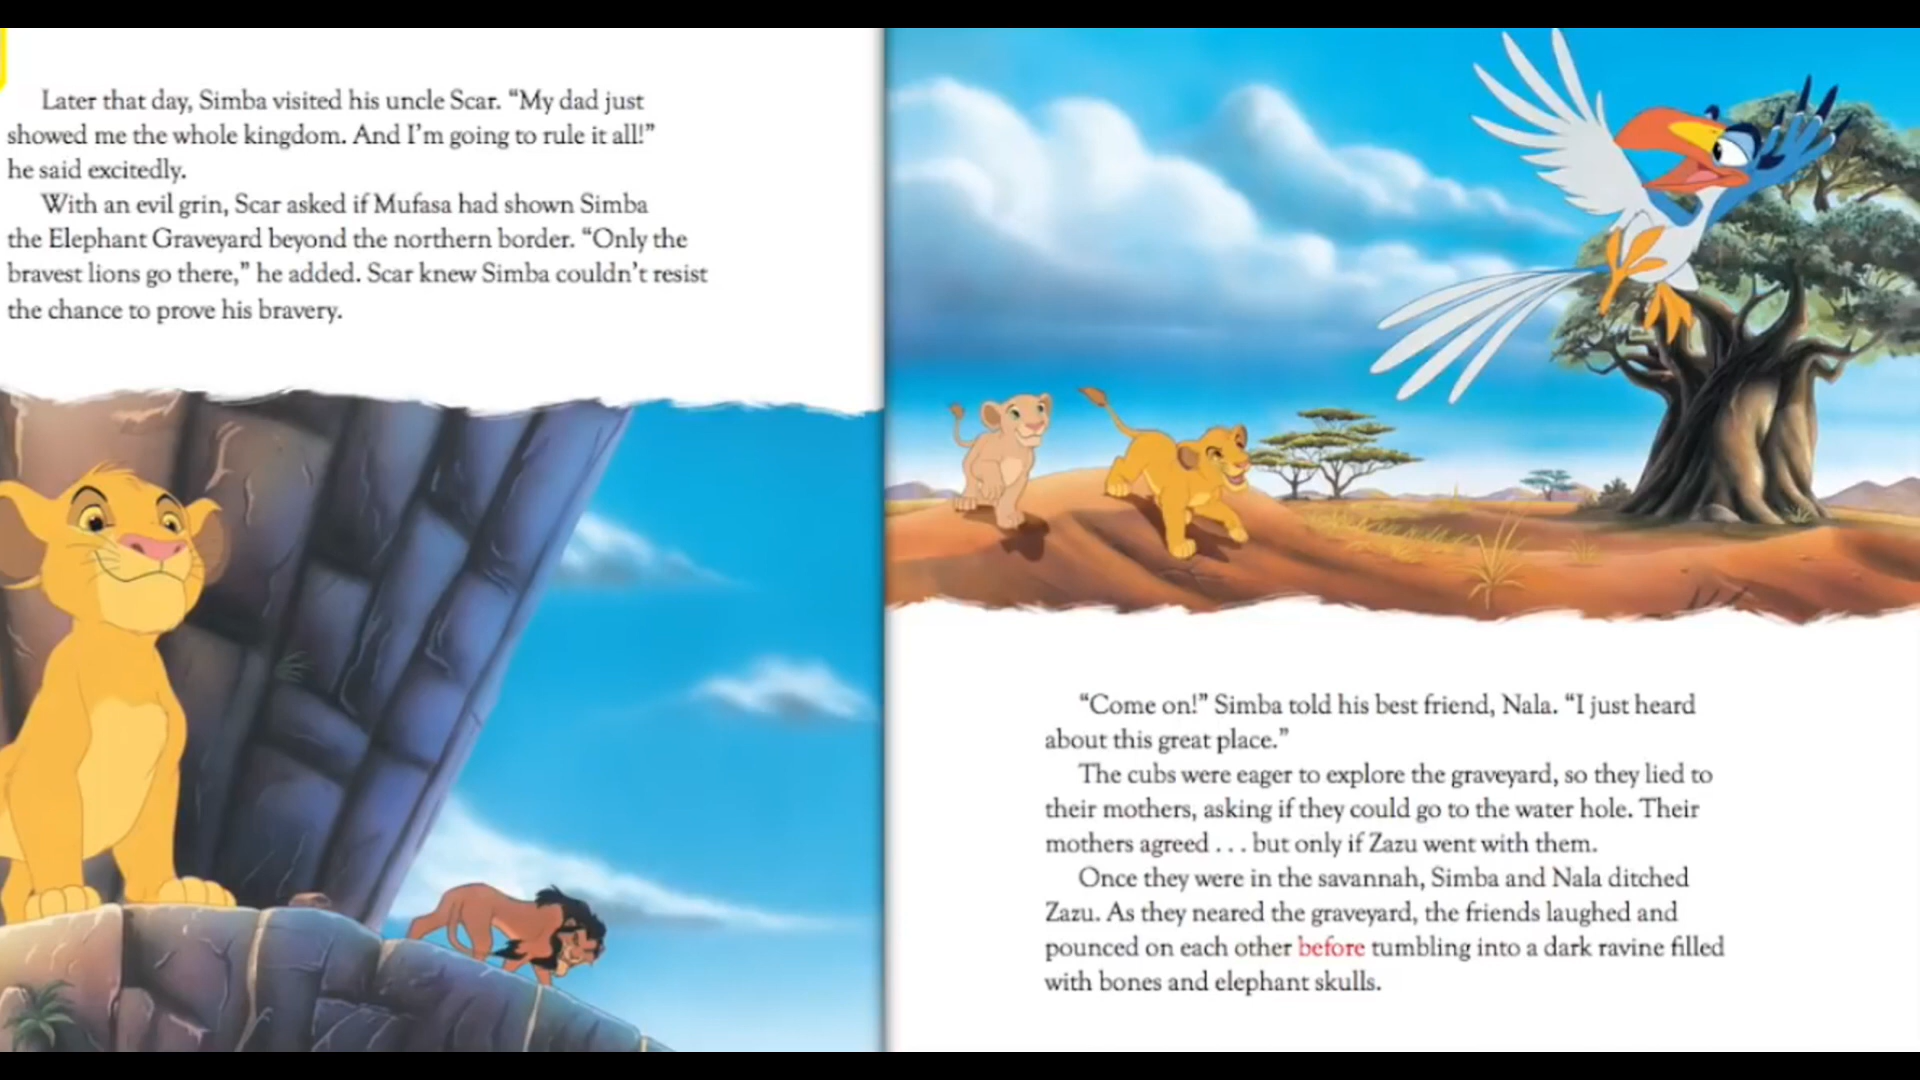 Later that day, Simba visited his uncle Scar. “My dad just
showed me the whole kingdom. And I’m going to rule it all!”
he said excitedly.
With an evil grin, Scar asked if Mufasa had shown Simba
the Elephant Graveyard beyond the northern border. “Only the
bravest lions go there,” he added. Scar knew Simba couldn’t resist
the chance to prove his bravery.
“Come on!” Simba told his best friend, Nala. “I just heard
about this great place.”
The cubs were eager to explore the graveyard, so they lied to
their mothers, asking if they could go to the water hole. Their
mothers agreed . . . but only if Zazu went with them.
Once they were in the savannah, Simba and Nala ditched
Zazu. As they neared the graveyard, the friends laughed and
pounced on each other before tumbling into a dark ravine filled
with bones and elephant skulls.